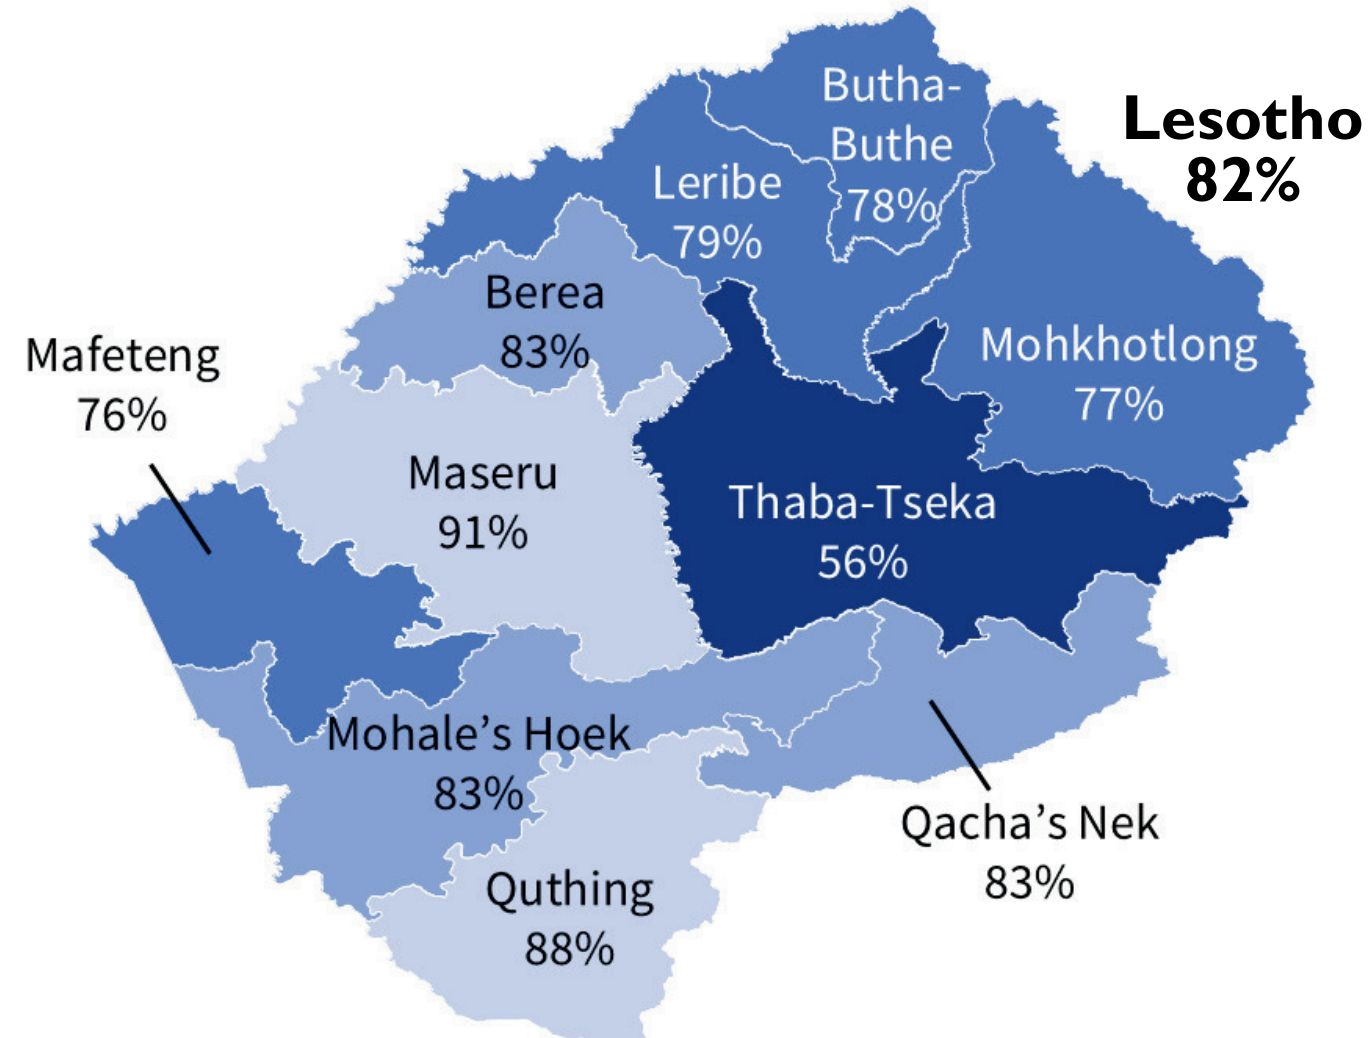 Lesotho
82%
Butha-
Buthe
78%
Leribe
79%
Berea
83%
Mohkhotlong
77%
Mafeteng
76%
Maseru
91%
Thaba-Tseka
56%
Mohale’s Hoek
83%
Qacha’s Nek
83%
Quthing
88%